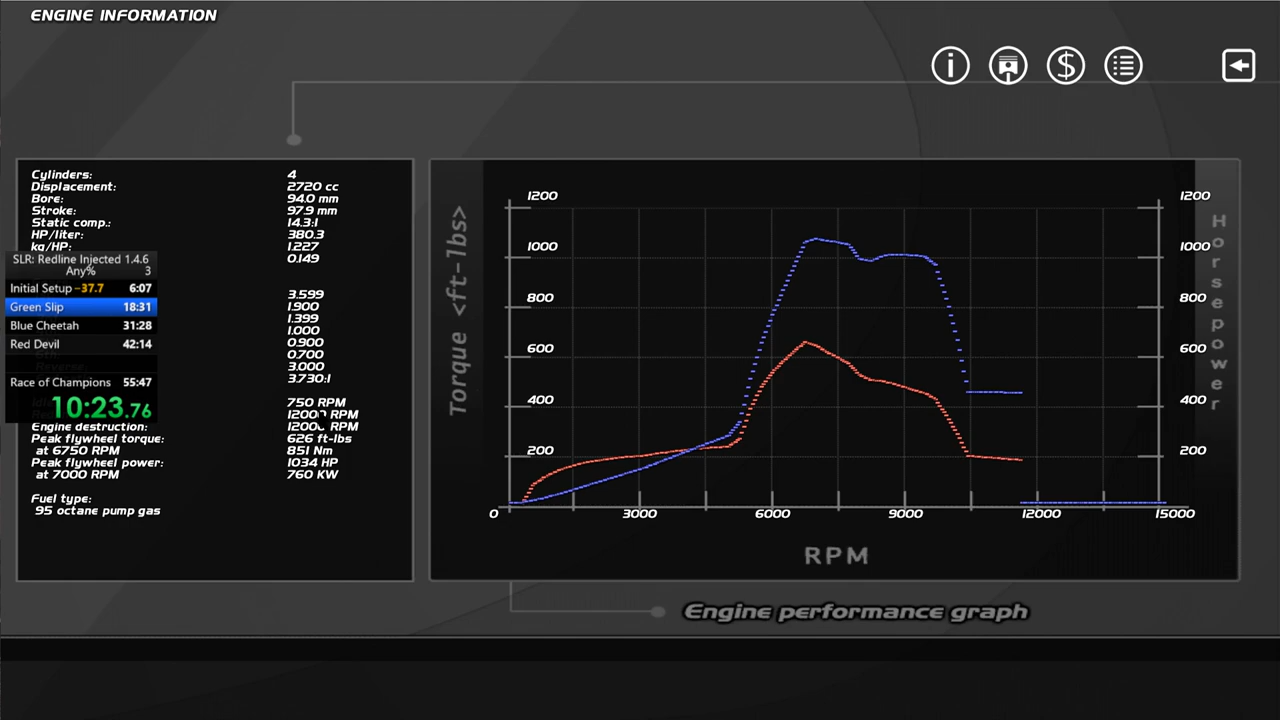 ENGINE INFORMATION
Cylinders: 4
Displacement: 2720 cc
Bore: 94.0 mm
Stroke: 97.9 mm
Static comp.: 14.3:1
HP/liter: 380.3
kg/HP: 1.227
0.149
SLR: Redline Injected 1.4.6
Any% 3
Initial Setup -37.7 6:07
Green Slip 18:31
Blue Cheetah 31:28
Red Devil 42:14
Race of Champions 55:47
10:23.76
3.599
1.900
1.399
1.000
0.900
0.700
Reverse: 3.000
3.730:1
750 RPM
RPM
Engine destruction: RPM
Peak flywheel torque: 626 ft-lbs
at 6750 RPM 851 Nm
Peak flywheel power: 1034 HP
at 7000 RPM 760 KW
Fuel type:
95 octane pump gas
Torque <ft-lbs>
1200
1000
800
600
400
200
0 3000 6000 9000 12000 15000
RPM
1200
1000
800
600
400
200
Horsepower
Engine performance graph
i
$